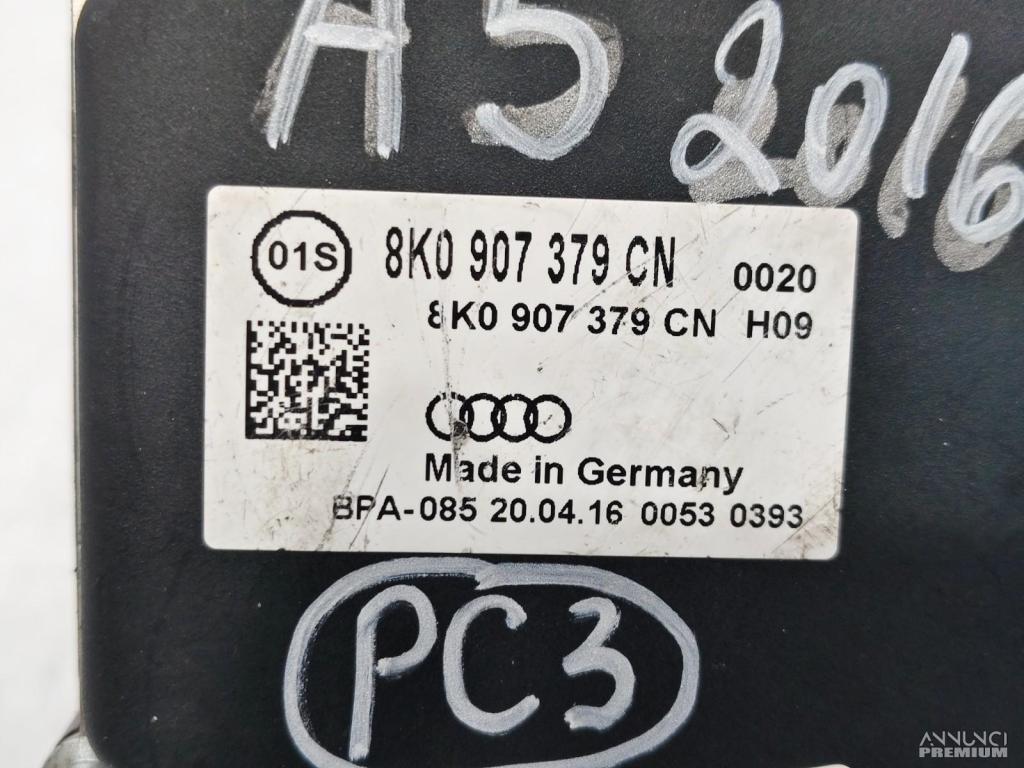 A5 2016
01S 8K0 907 379 CN 0020
8K0 907 379 CN H09
Made in Germany
BPA-085 20.04.16 0053 0393
PC3
ANNUNCI
PREMIUM